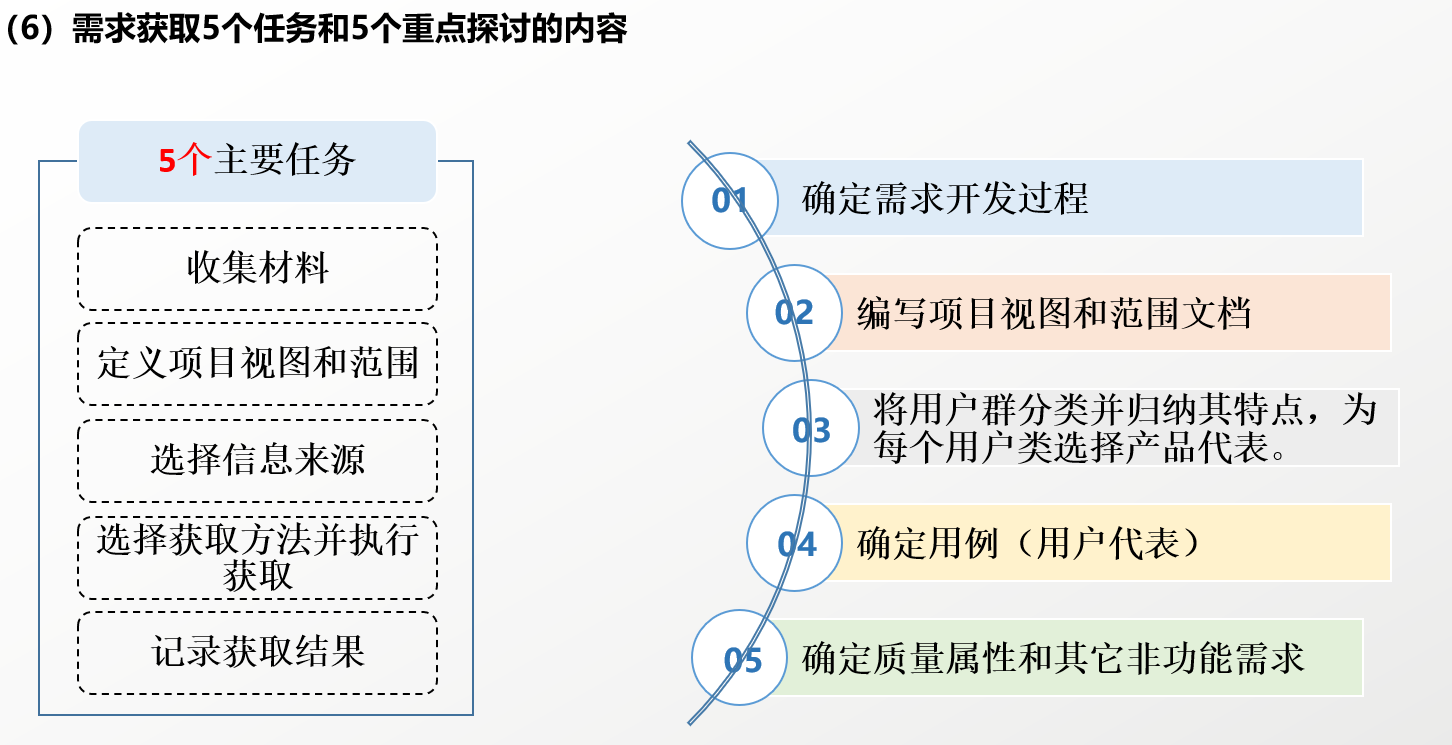 （6）需求获取5个任务和5个重点探讨的内容
5个主要任务
收集材料
定义项目视图和范围
选择信息来源
选择获取方法并执行
获取
记录获取结果
01
确定需求开发过程
02
编写项目视图和范围文档
03
将用户群分类并归纳其特点，为
每个用户类选择产品代表。
04
确定用例（用户代表）
05
确定质量属性和其它非功能需求